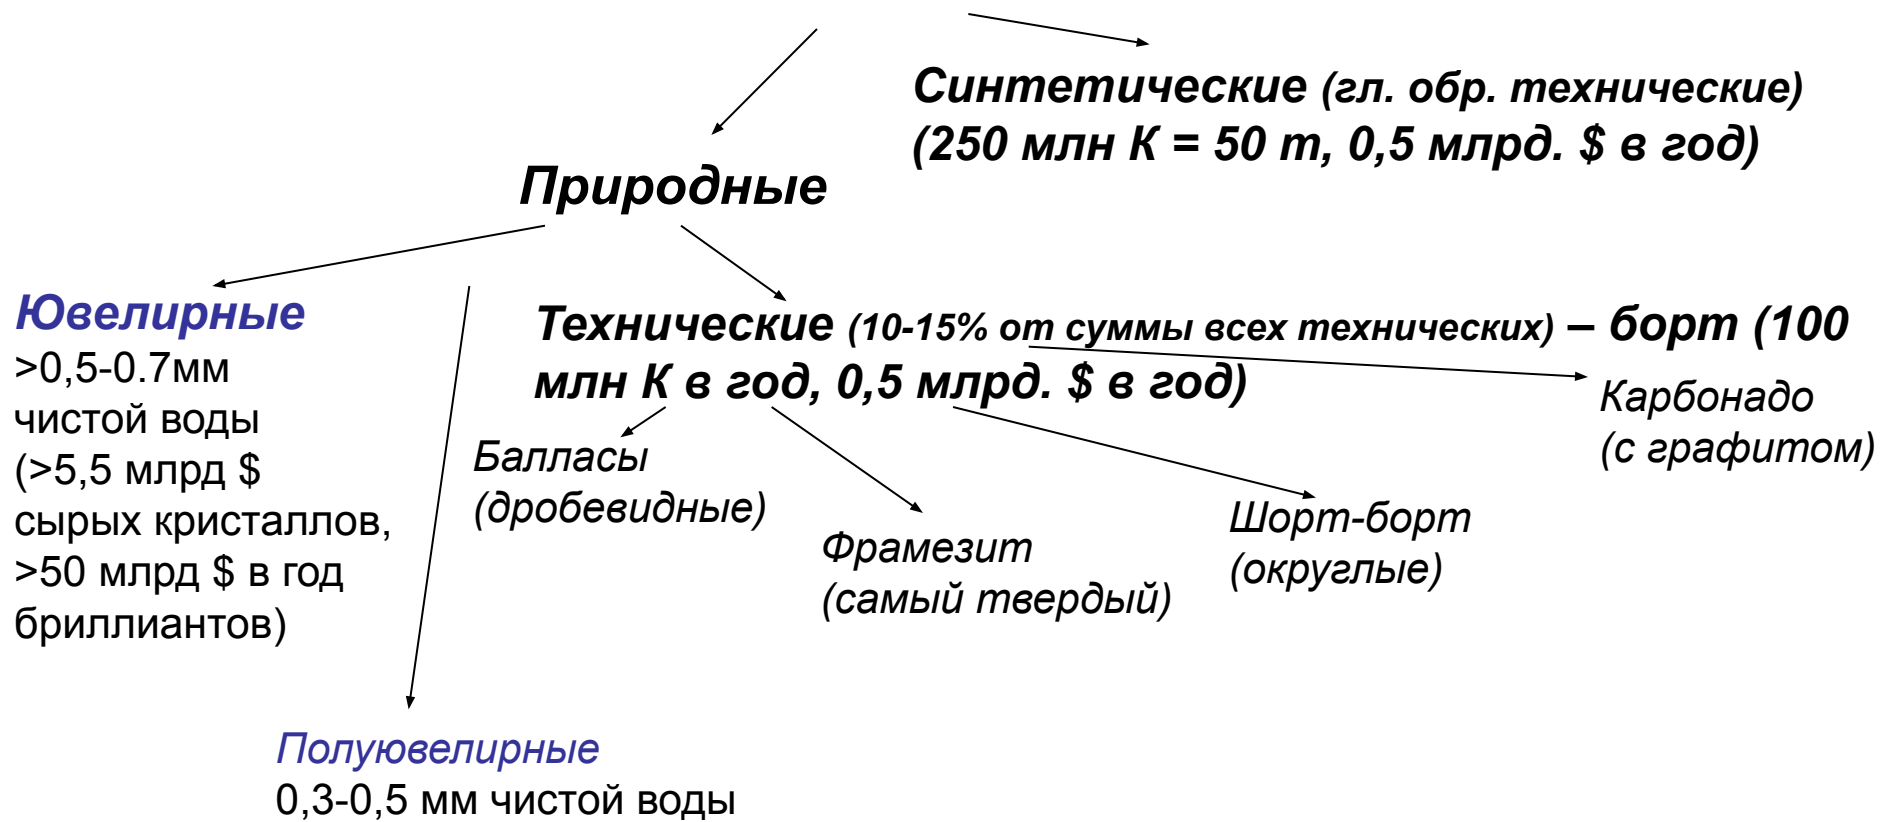 Синтетические (гл. обр. технические)
(250 млн К = 50 т, 0,5 млрд. $ в год)
Природные
Ювелирные
>0,5-0.7мм
чистой воды
(>5,5 млрд $
сырых кристаллов,
>50 млрд $ в год
бриллиантов)
Технические (10-15% от суммы всех технических) – борт (100
млн К в год, 0,5 млрд. $ в год)
Карбонадо
(с графитом)
Балласы
(дробевидные)
Фрамезит
(самый твердый)
Шорт-борт
(округлые)
Полуювелирные
0,3-0,5 мм чистой воды